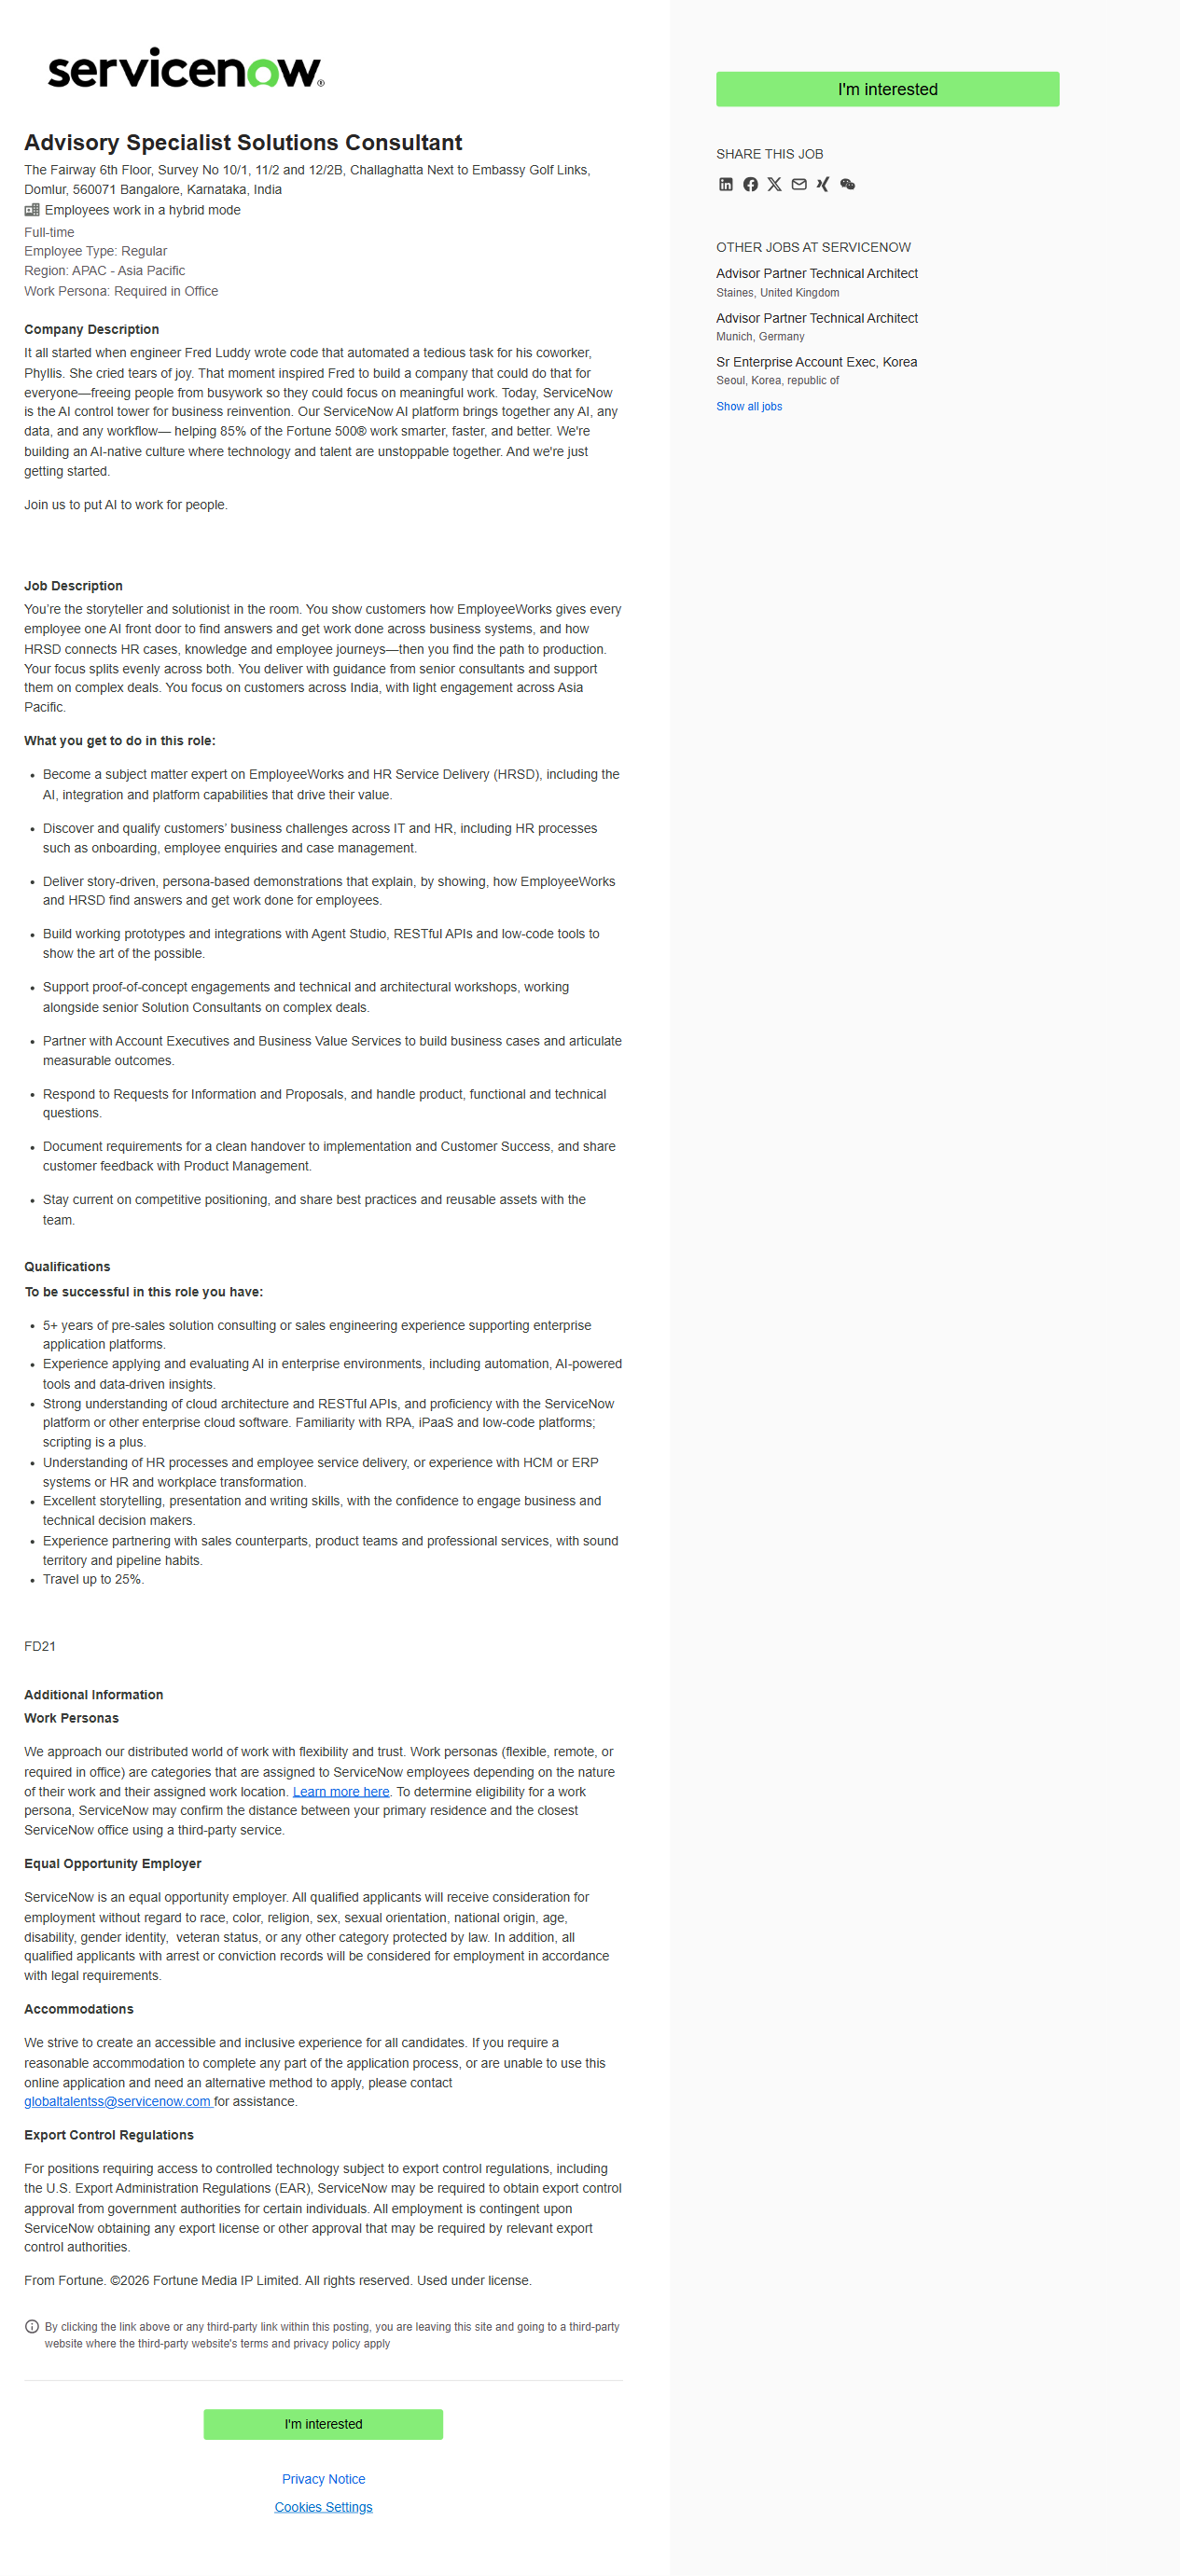 servicenow®
Advisory Specialist Solutions Consultant
The Fairway 6th Floor, Survey No 10/1, 11/2 and 12/2B, Challaghatta Next to Embassy Golf Links,
Domlur, 560071 Bangalore, Karnataka, India
Employees work in a hybrid mode
Full-time
Employee Type: Regular
Region: APAC - Asia Pacific
Work Persona: Required in Office
Company Description
It all started when engineer Fred Luddy wrote code that automated a tedious task for his coworker,
Phyllis. She cried tears of joy. That moment inspired Fred to build a company that could do that for
everyone—freeing people from busywork so they could focus on meaningful work. Today, ServiceNow
is the AI control tower for business reinvention. Our ServiceNow AI platform brings together any AI, any
data, and any workflow— helping 85% of the Fortune 500® work smarter, faster, and better. We're
building an AI-native culture where technology and talent are unstoppable together. And we're just
getting started.
Join us to put AI to work for people.
Job Description
You’re the storyteller and solutionist in the room. You show customers how EmployeeWorks gives every
employee one AI front door to find answers and get work done across business systems, and how
HRSD connects HR cases, knowledge and employee journeys—then you find the path to production.
Your focus splits evenly across both. You deliver with guidance from senior consultants and support
them on complex deals. You focus on customers across India, with light engagement across Asia
Pacific.
What you get to do in this role:
• Become a subject matter expert on EmployeeWorks and HR Service Delivery (HRSD), including the
AI, integration and platform capabilities that drive their value.
• Discover and qualify customers’ business challenges across IT and HR, including HR processes
such as onboarding, employee enquiries and case management.
• Deliver story-driven, persona-based demonstrations that explain, by showing, how EmployeeWorks
and HRSD find answers and get work done for employees.
• Build working prototypes and integrations with Agent Studio, RESTful APIs and low-code tools to
show the art of the possible.
• Support proof-of-concept engagements and technical and architectural workshops, working
alongside senior Solution Consultants on complex deals.
• Partner with Account Executives and Business Value Services to build business cases and articulate
measurable outcomes.
• Respond to Requests for Information and Proposals, and handle product, functional and technical
questions.
• Document requirements for a clean handover to implementation and Customer Success, and share
customer feedback with Product Management.
• Stay current on competitive positioning, and share best practices and reusable assets with the
team.
Qualifications
To be successful in this role you have:
• 5+ years of pre-sales solution consulting or sales engineering experience supporting enterprise
application platforms.
• Experience applying and evaluating AI in enterprise environments, including automation, AI-powered
tools and data-driven insights.
• Strong understanding of cloud architecture and RESTful APIs, and proficiency with the ServiceNow
platform or other enterprise cloud software. Familiarity with RPA, iPaaS and low-code platforms;
scripting is a plus.
• Understanding of HR processes and employee service delivery, or experience with HCM or ERP
systems or HR and workplace transformation.
• Excellent storytelling, presentation and writing skills, with the confidence to engage business and
technical decision makers.
• Experience partnering with sales counterparts, product teams and professional services, with sound
territory and pipeline habits.
• Travel up to 25%.
FD21
Additional Information
Work Personas
We approach our distributed world of work with flexibility and trust. Work personas (flexible, remote, or
required in office) are categories that are assigned to ServiceNow employees depending on the nature
of their work and their assigned work location. Learn more here. To determine eligibility for a work
persona, ServiceNow may confirm the distance between your primary residence and the closest
ServiceNow office using a third-party service.
Equal Opportunity Employer
ServiceNow is an equal opportunity employer. All qualified applicants will receive consideration for
employment without regard to race, color, religion, sex, sexual orientation, national origin, age,
disability, gender identity,  veteran status, or any other category protected by law. In addition, all
qualified applicants with arrest or conviction records will be considered for employment in accordance
with legal requirements.
Accommodations
We strive to create an accessible and inclusive experience for all candidates. If you require a
reasonable accommodation to complete any part of the application process, or are unable to use this
online application and need an alternative method to apply, please contact
globaltalentss@servicenow.com for assistance.
Export Control Regulations
For positions requiring access to controlled technology subject to export control regulations, including
the U.S. Export Administration Regulations (EAR), ServiceNow may be required to obtain export control
approval from government authorities for certain individuals. All employment is contingent upon
ServiceNow obtaining any export license or other approval that may be required by relevant export
control authorities.
From Fortune. ©2026 Fortune Media IP Limited. All rights reserved. Used under license.
By clicking the link above or any third-party link within this posting, you are leaving this site and going to a third-party
website where the third-party website's terms and privacy policy apply
I'm interested
Privacy Notice
Cookies Settings
I'm interested
SHARE THIS JOB
OTHER JOBS AT SERVICENOW
Advisor Partner Technical Architect
Staines, United Kingdom
Advisor Partner Technical Architect
Munich, Germany
Sr Enterprise Account Exec, Korea
Seoul, Korea, republic of
Show all jobs